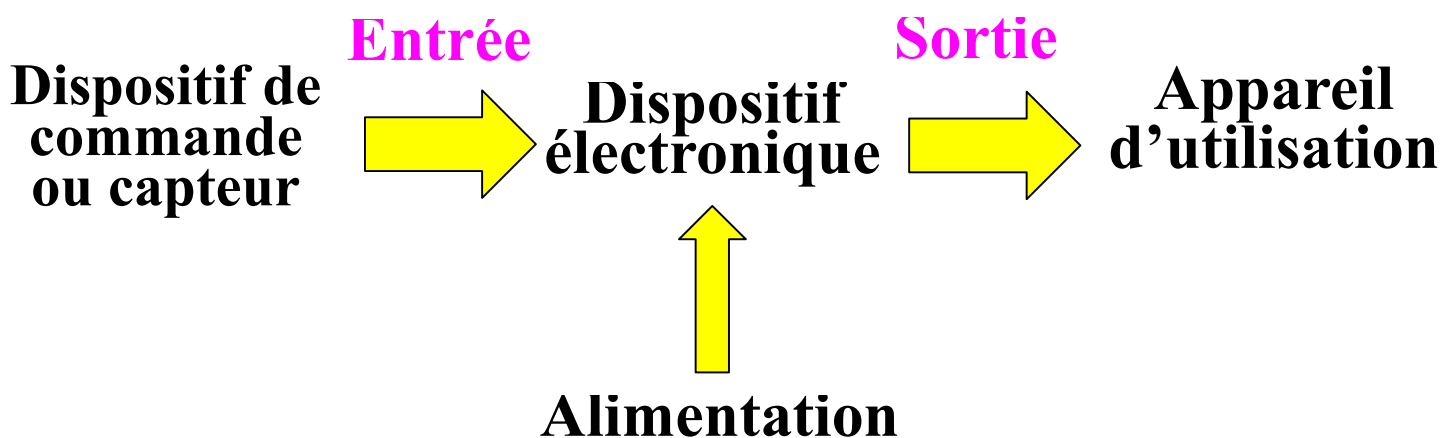 Entrée
Sortie
Dispositif de
commande
ou capteur
Dispositif
électronique
Appareil
d’utilisation
Alimentation